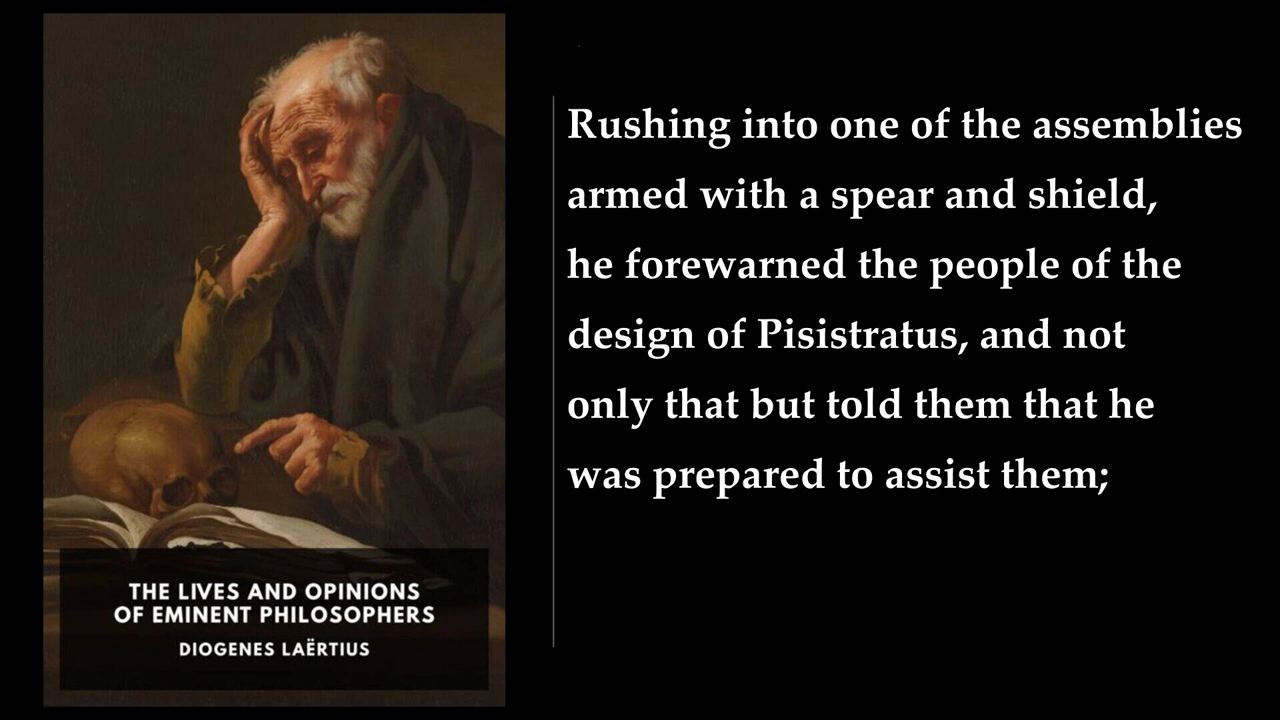 THE LIVES AND OPINIONS
OF EMINENT PHILOSOPHERS
DIOGENES LAËRTIUS
Rushing into one of the assemblies
armed with a spear and shield,
he forewarned the people of the
design of Pisistratus, and not
only that but told them that he
was prepared to assist them;